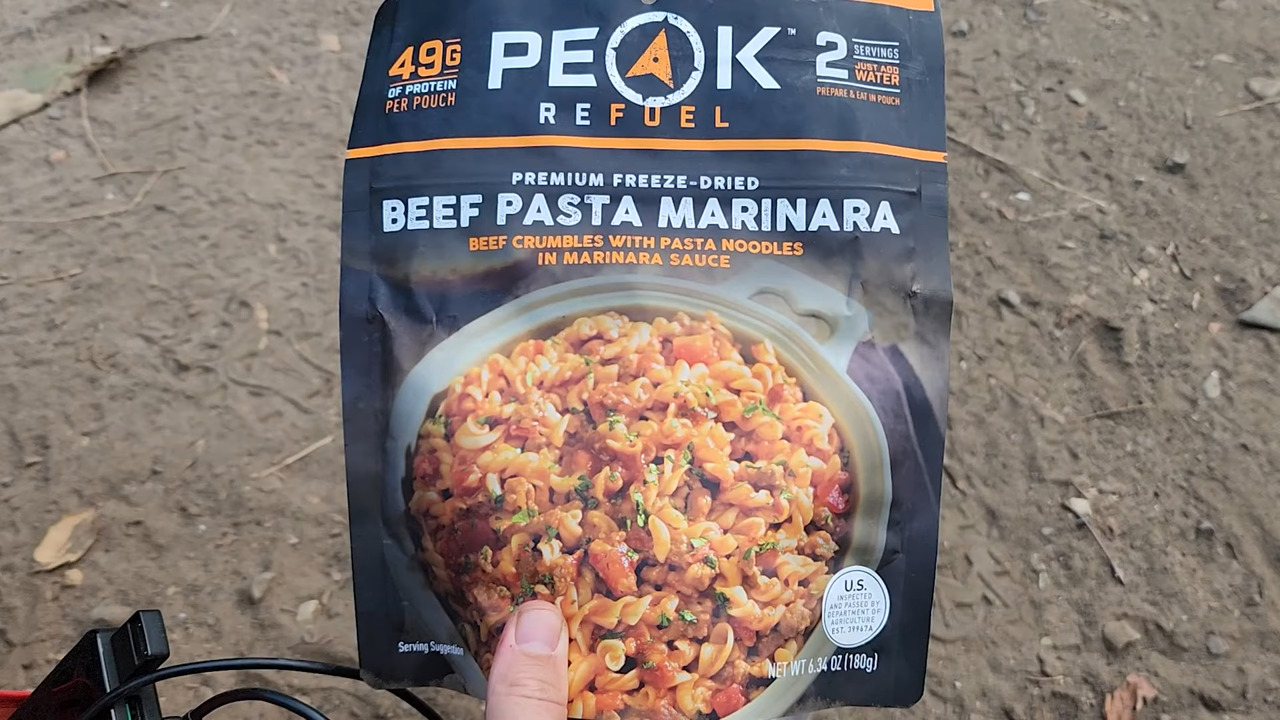 49G
OF PROTEIN
PER POUCH
PEAK™
REFUEL
2 SERVINGS
JUST ADD
WATER
PREPARE & EAT IN POUCH
PREMIUM FREEZE-DRIED
BEEF PASTA MARINARA
BEEF CRUMBLES WITH PASTA NOODLES
IN MARINARA SAUCE
U.S.
INSPECTED
AND PASSED BY
DEPARTMENT OF
AGRICULTURE
EST. 39967A
Serving Suggestion
NET WT 6.34 OZ (180g)